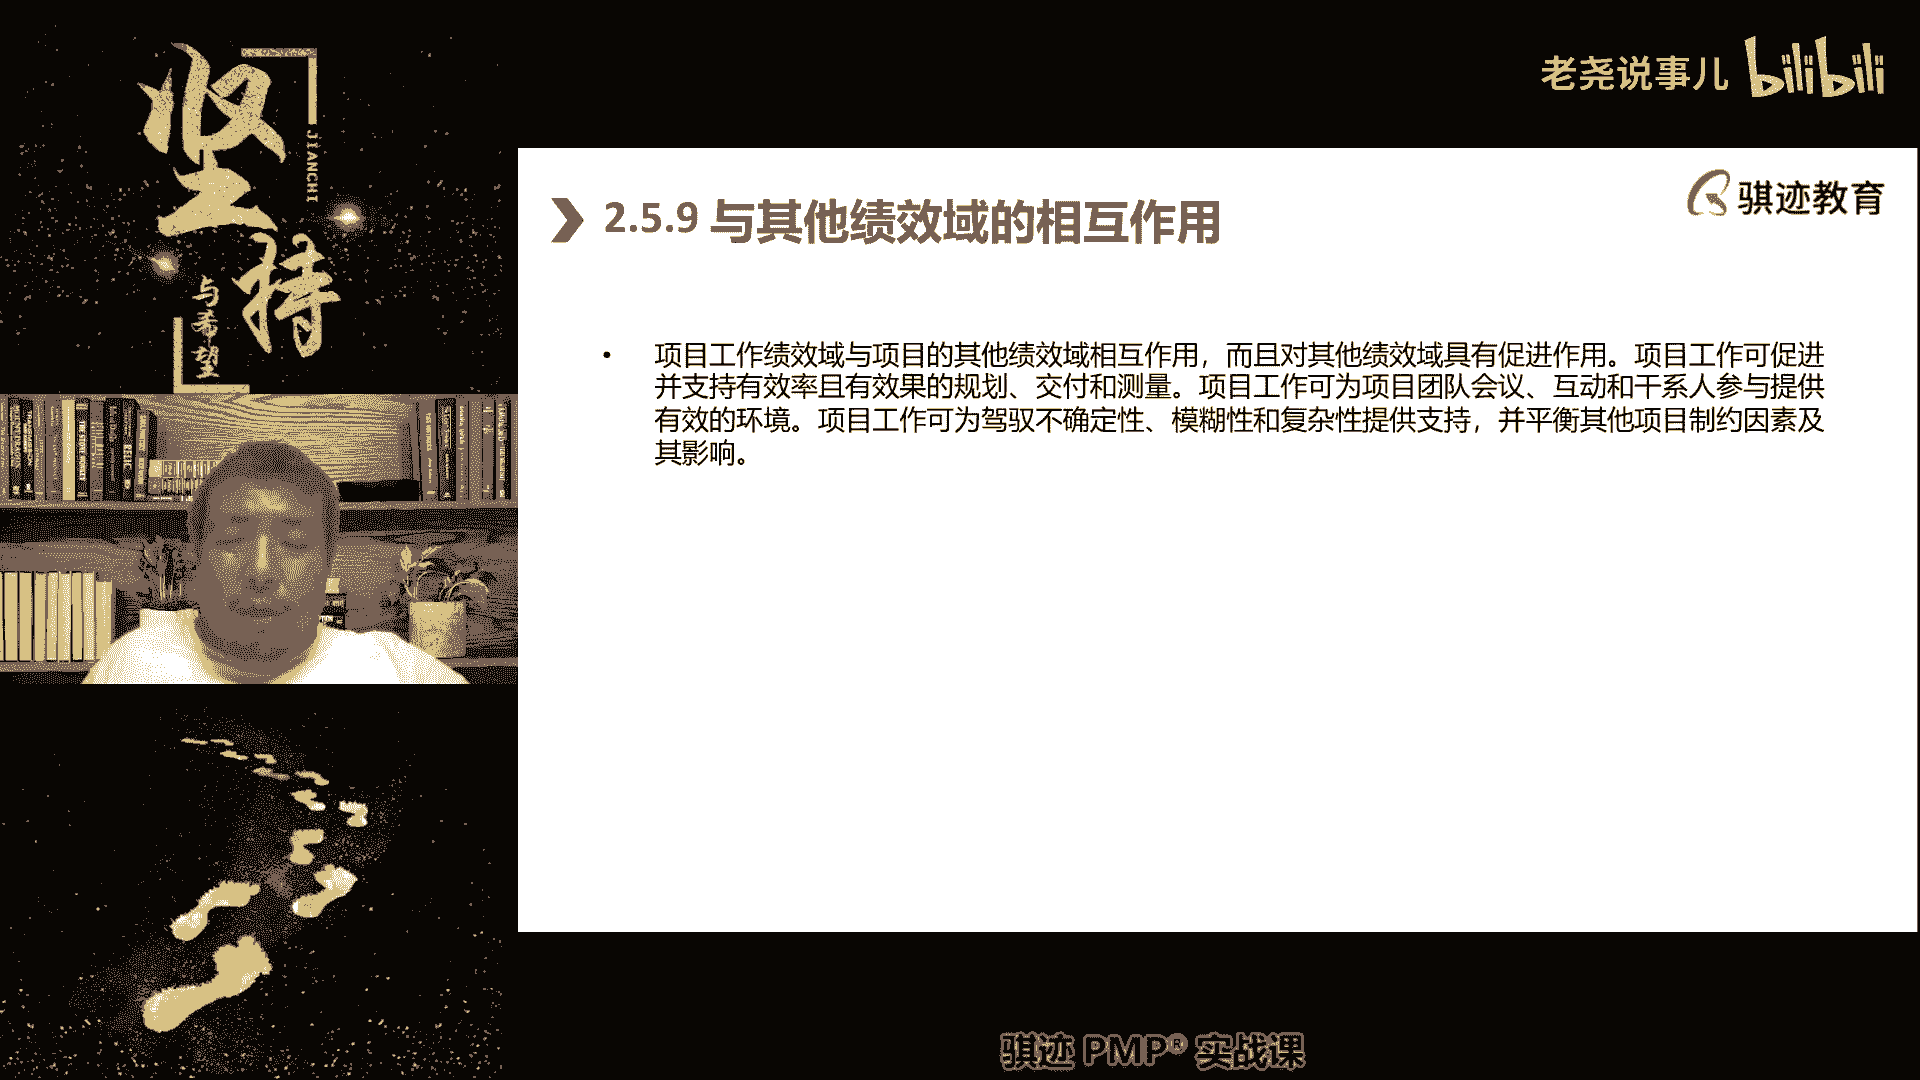 坚持
JIANCHI
与希望
老尧说事儿 bilibili
骐迹教育
2.5.9 与其他绩效域的相互作用
• 项目工作绩效域与项目的其他绩效域相互作用，而且对其他绩效域具有促进作用。项目工作可促进
并支持有效率且有效果的规划、交付和测量。项目工作可为项目团队会议、互动和干系人参与提供
有效的环境。项目工作可为驾驭不确定性、模糊性和复杂性提供支持，并平衡其他项目制约因素及
其影响。
骐迹 PMP® 实战课